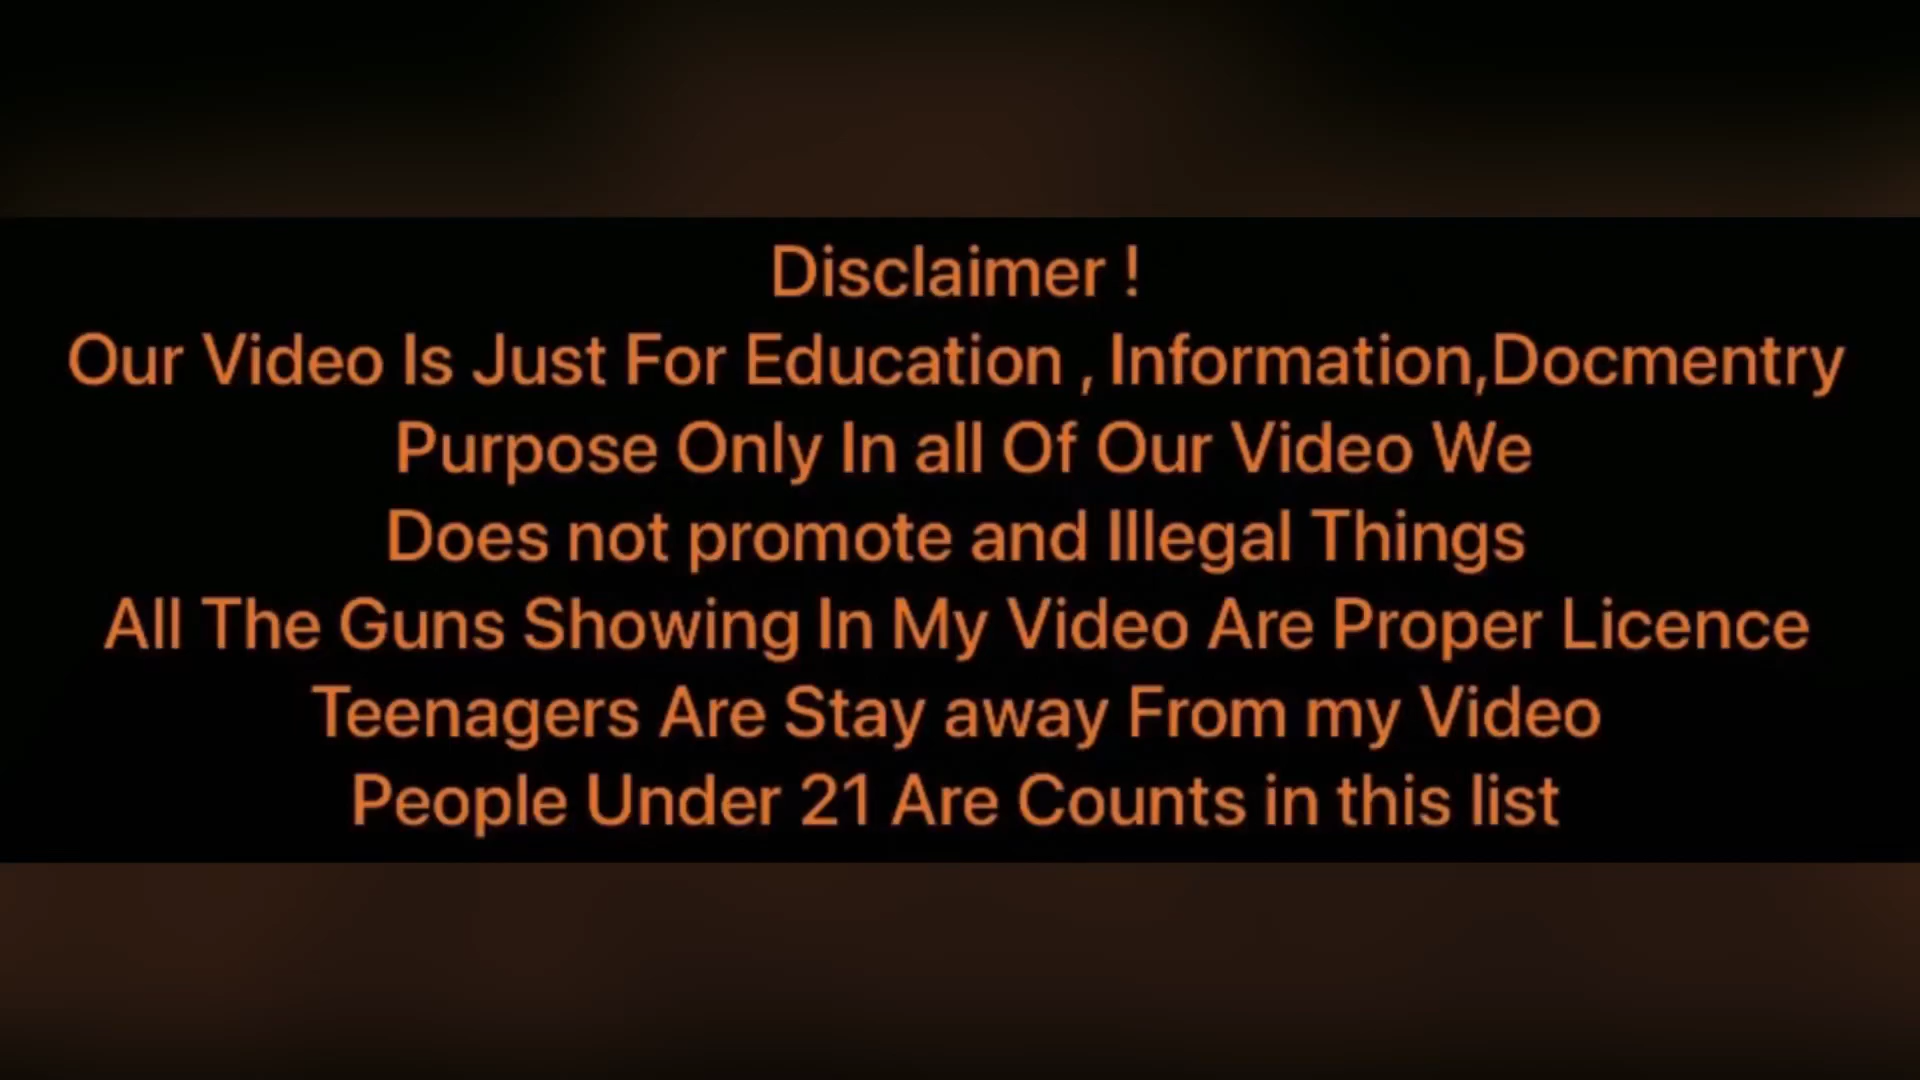 Disclaimer !
Our Video Is Just For Education , Information,Docmentry
Purpose Only In all Of Our Video We
Does not promote and Illegal Things
All The Guns Showing In My Video Are Proper Licence
Teenagers Are Stay away From my Video
People Under 21 Are Counts in this list